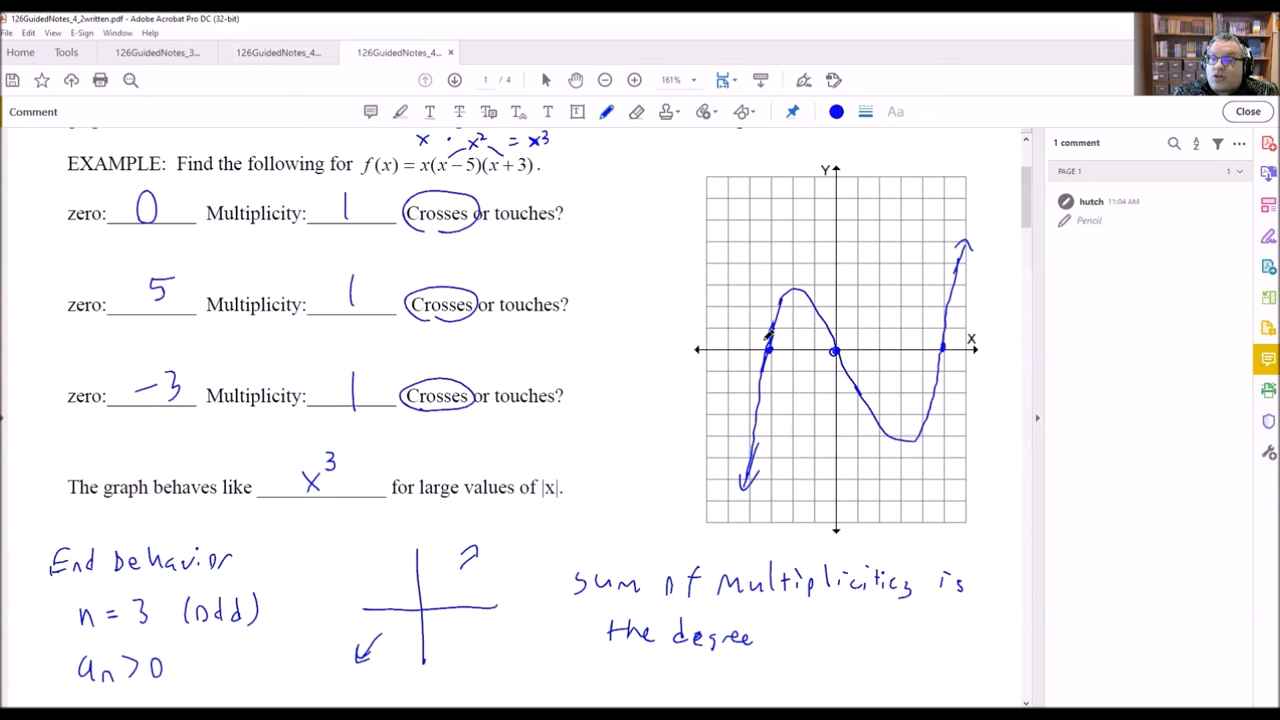 126GuidedNotes_4_2written.pdf - Adobe Acrobat Pro DC (32-bit)
File Edit View E-Sign Window Help
Home Tools 126GuidedNotes_3... 126GuidedNotes_4... 126GuidedNotes_4... ×
1 / 4 161%
Comment Aa Close
1 comment
PAGE 1 1
hutch 11:04 AM
Pencil
x · x² = x³
EXAMPLE: Find the following for f(x) = x(x − 5)(x + 3).
zero: 0 Multiplicity: 1 Crosses or touches?
zero: 5 Multiplicity: 1 Crosses or touches?
zero: −3 Multiplicity: 1 Crosses or touches?
The graph behaves like x³ for large values of |x|.
Y
X
End behavior
n = 3 (odd)
aₙ > 0
sum of multiplicities is
the degree